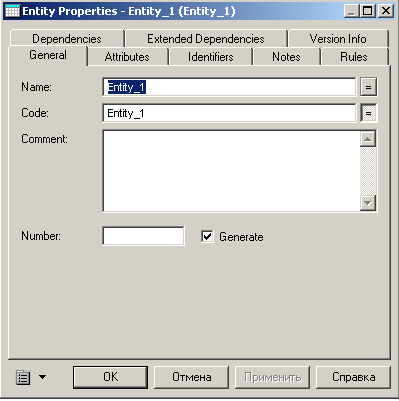 Entity Properties - Entity_1 (Entity_1)
Dependencies Extended Dependencies Version Info
General Attributes Identifiers Notes Rules
Name: Entity_1 =
Code: Entity_1 =
Comment:
Number: Generate
OK Отмена Применить Справка